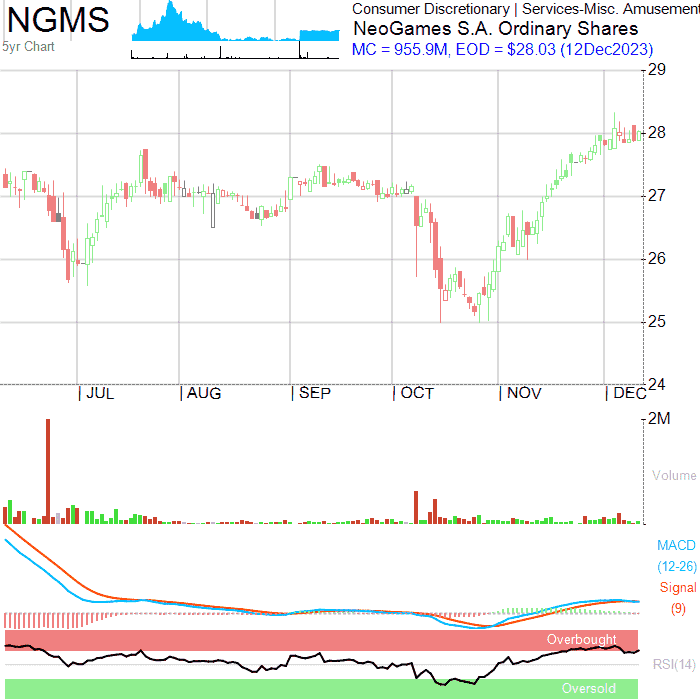 NGMS
5yr Chart
Consumer Discretionary | Services-Misc. Amusement
NeoGames S.A. Ordinary Shares
MC = 955.9M, EOD = $28.03 (12Dec2023)
29
28
27
26
25
24
| JUL
| AUG
| SEP
| OCT
| NOV
| DEC
2M
Volume
MACD
(12-26)
Signal
(9)
Overbought
RSI(14)
Oversold